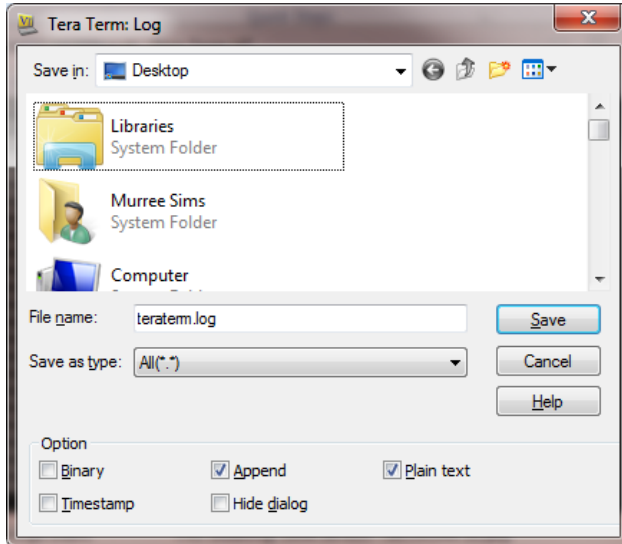 Tera Term: Log
Save in: Desktop
Libraries
System Folder
Murree Sims
System Folder
Computer
File name: teraterm.log
Save
Save as type: All(*.*)
Cancel
Help
Option
Binary
Append
Plain text
Timestamp
Hide dialog